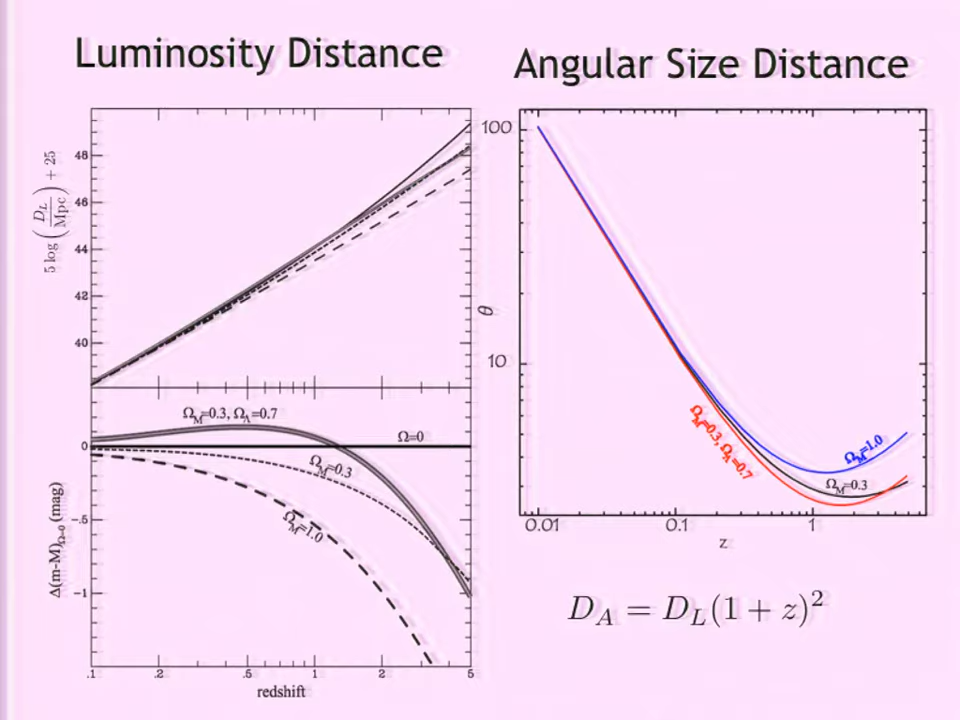 Luminosity Distance
Angular Size Distance
5 log (D_L / Mpc) + 25
48
46
44
42
40
Ω_M=0.3, Ω_Λ=0.7
Ω=0
Ω_M=0.3
Ω_M=1.0
Δ(m-M)_Ω=0 (mag)
0
-.5
-1
.1 .2 .5 1 2 5
redshift
100
10
θ
Ω_M=0.3, Ω_Λ=0.7
Ω_M=1.0
Ω_M=0.3
0.01 0.1 1
z
D_A = D_L(1 + z)^2